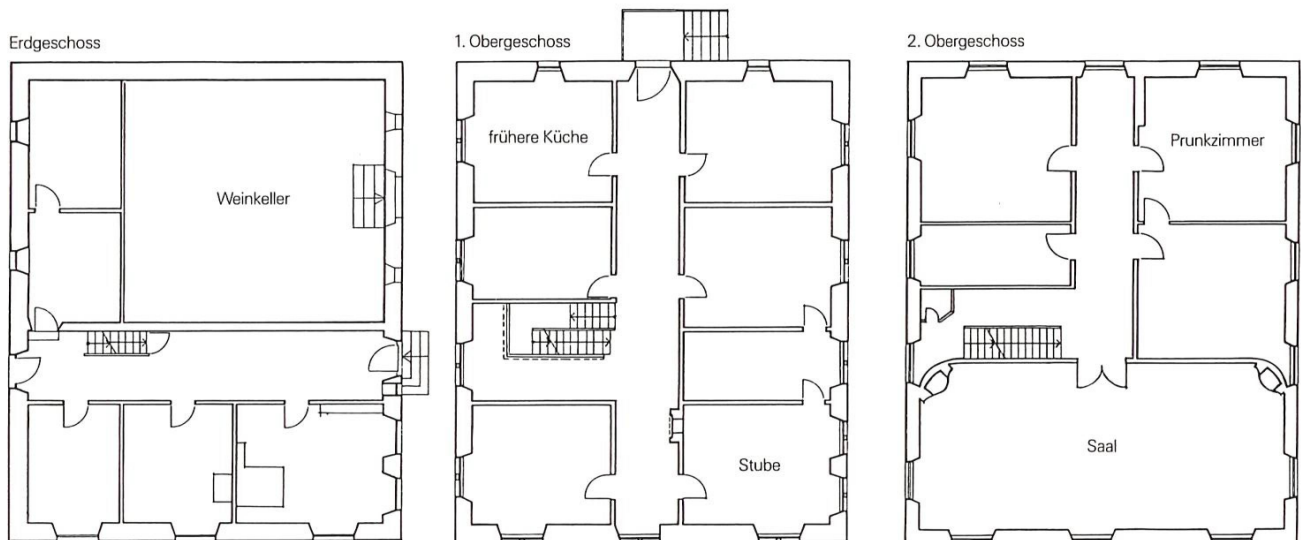 Erdgeschoss
Weinkeller
1. Obergeschoss
frühere Küche
Stube
2. Obergeschoss
Prunkzimmer
Saal